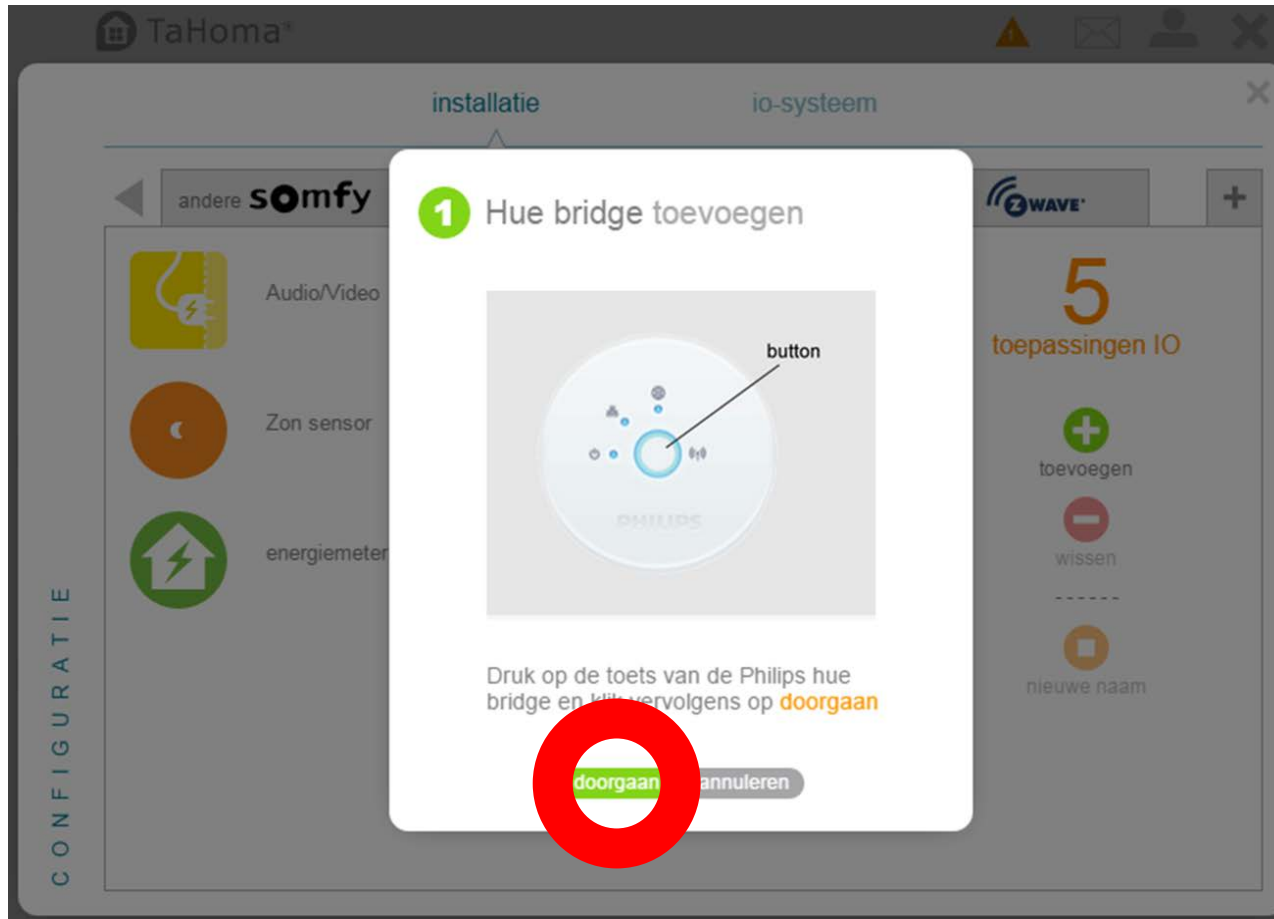 TaHoma®
installatie
io-systeem
andere somfy
ZWAVE
+
1 Hue bridge toevoegen
Audio/Video
Zon sensor
energiemeter
button
PHILIPS
5
toepassingen IO
toevoegen
wissen
------
nieuwe naam
Druk op de toets van de Philips hue
bridge en klik vervolgens op doorgaan
doorgaan
annuleren
CONFIGURATIE